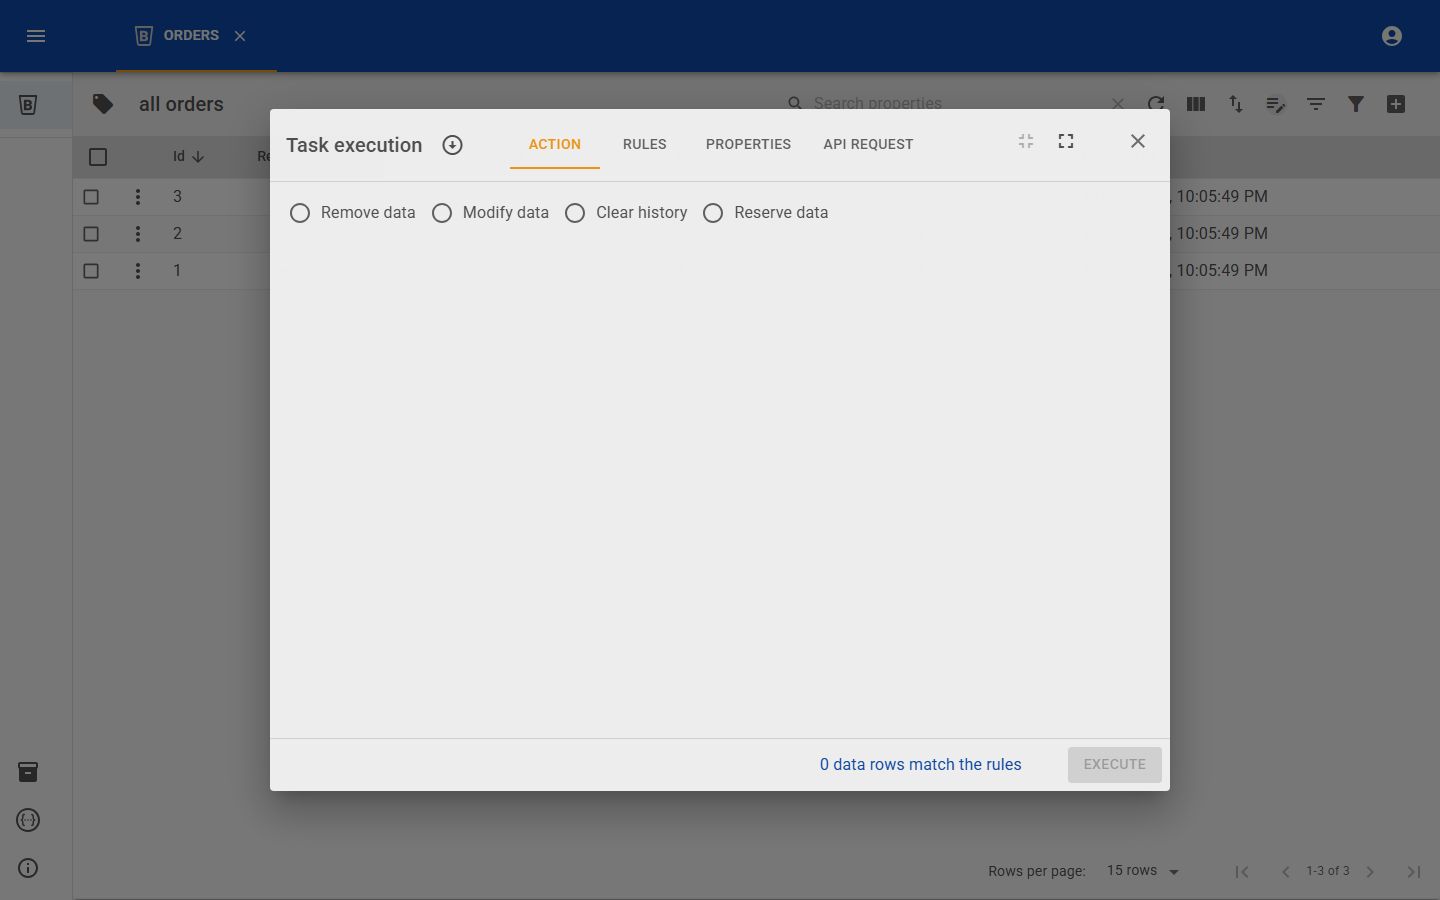 ORDERS
all orders
Search properties
Id
Re
3
, 10:05:49 PM
2
, 10:05:49 PM
1
, 10:05:49 PM
Task execution
ACTION
RULES
PROPERTIES
API REQUEST
Remove data
Modify data
Clear history
Reserve data
0 data rows match the rules
EXECUTE
Rows per page:
15 rows
1-3 of 3